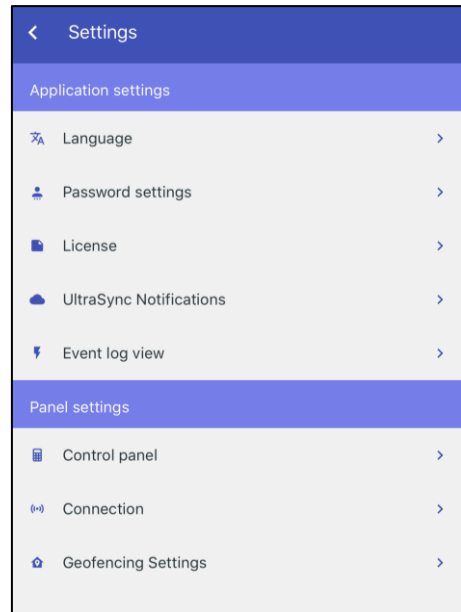 Settings
Application settings
Language
Password settings
License
UltraSync Notifications
Event log view
Panel settings
Control panel
Connection
Geofencing Settings